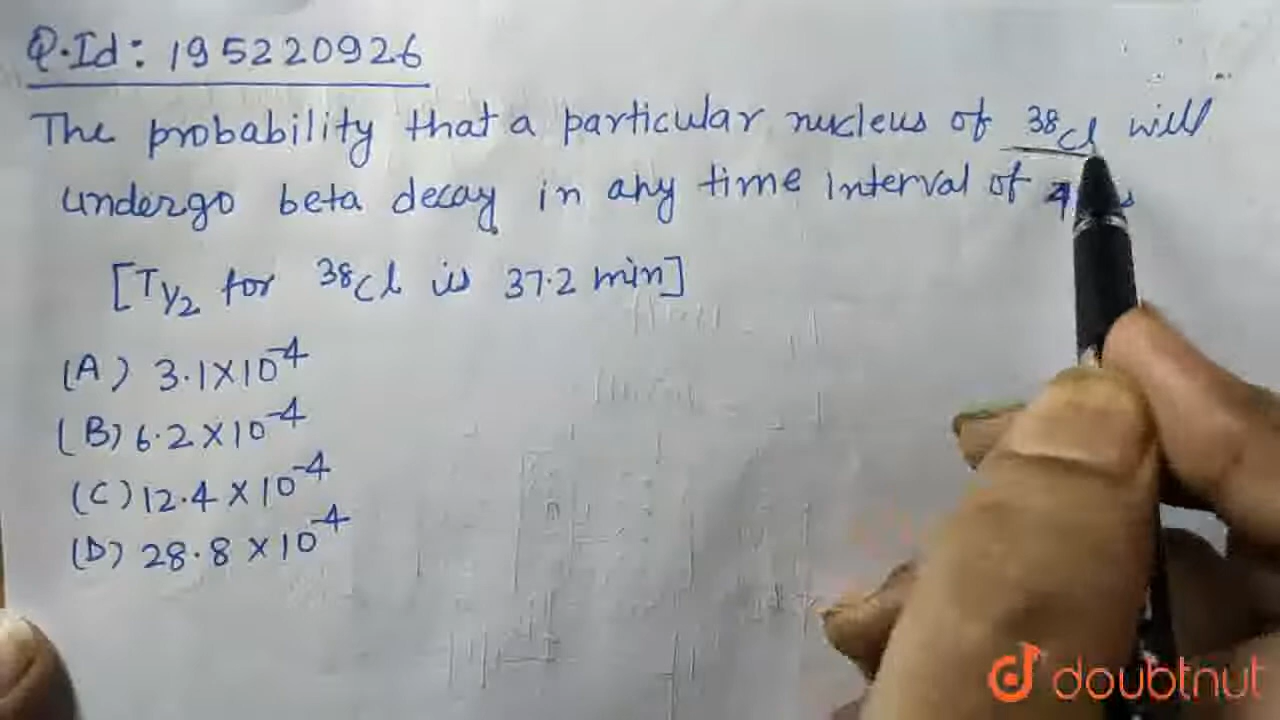 Q.Id: 195220926
The probability that a particular nucleus of 38Cl will
undergo beta decay in any time interval of
[T1/2 for 38Cl is 37.2 min]
(A) 3.1×10-4
(B) 6.2×10-4
(C) 12.4×10-4
(D) 28.8×10-4
doubtnut